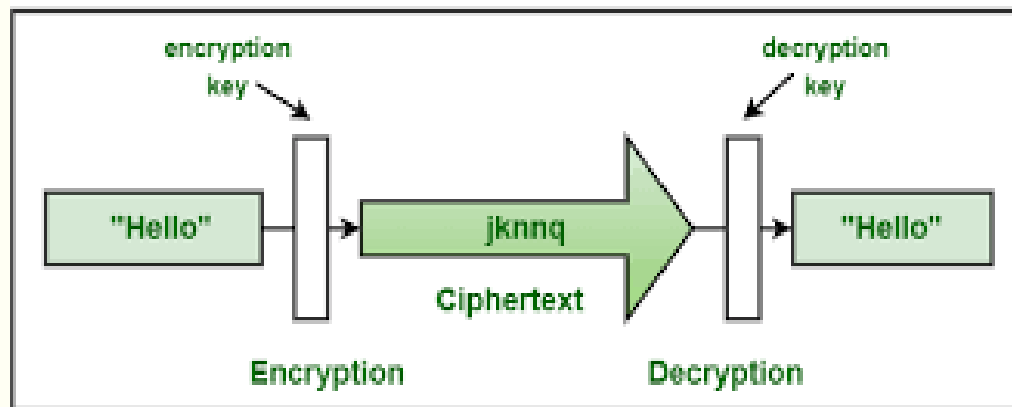 encryption
key
decryption
key
"Hello"
jknnq
"Hello"
Ciphertext
Encryption
Decryption